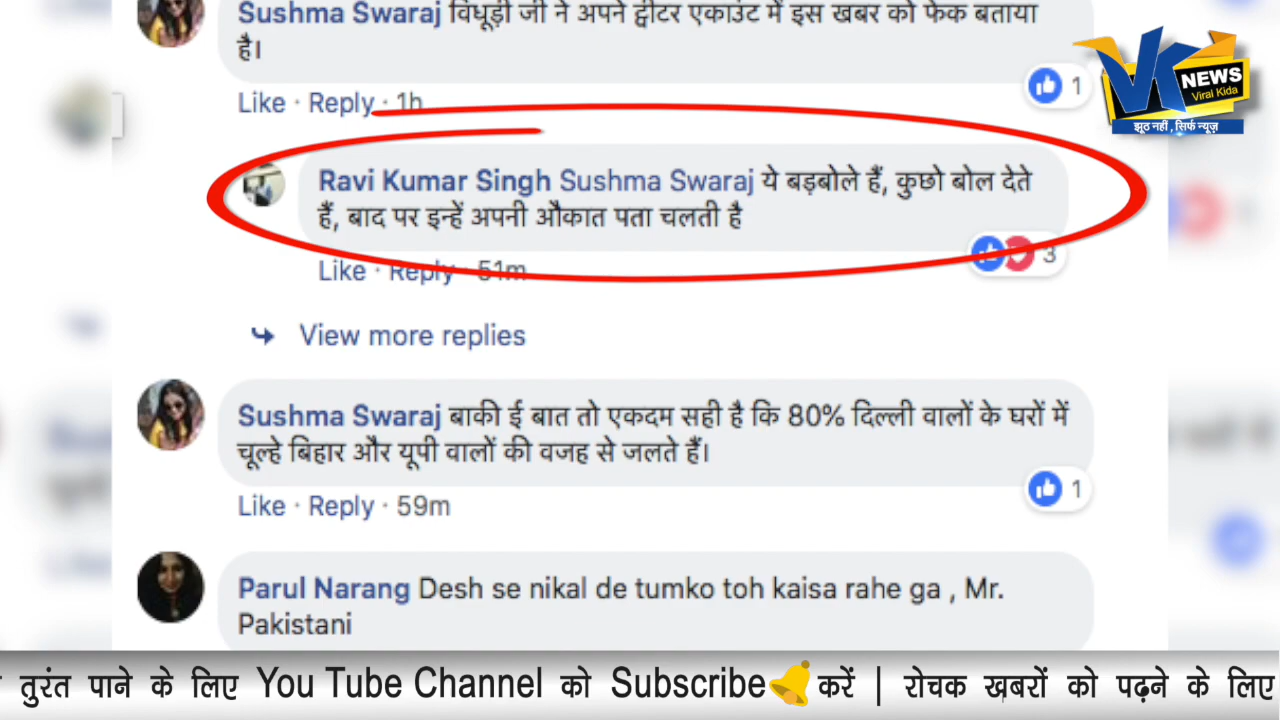 Sushma Swaraj विधूड़ी जी ने अपने ट्वीटर एकाउंट में इस खबर को फेक बताया
है।
1
Like · Reply · 1h
VK NEWS
Viral Kida
झूठ नहीं , सिर्फ न्यूज़
Ravi Kumar Singh Sushma Swaraj ये बड़बोले हैं, कुछो बोल देते
हैं, बाद पर इन्हें अपनी औकात पता चलती है
3
Like · Reply · 51m
View more replies
Sushma Swaraj बाकी ई बात तो एकदम सही है कि 80% दिल्ली वालों के घरों में
चूल्हे बिहार और यूपी वालों की वजह से जलते हैं।
1
Like · Reply · 59m
Parul Narang Desh se nikal de tumko toh kaisa rahe ga , Mr.
Pakistani
तुरंत पाने के लिए You Tube Channel को Subscribe करें | रोचक ख़बरों को पढ़ने के लिए